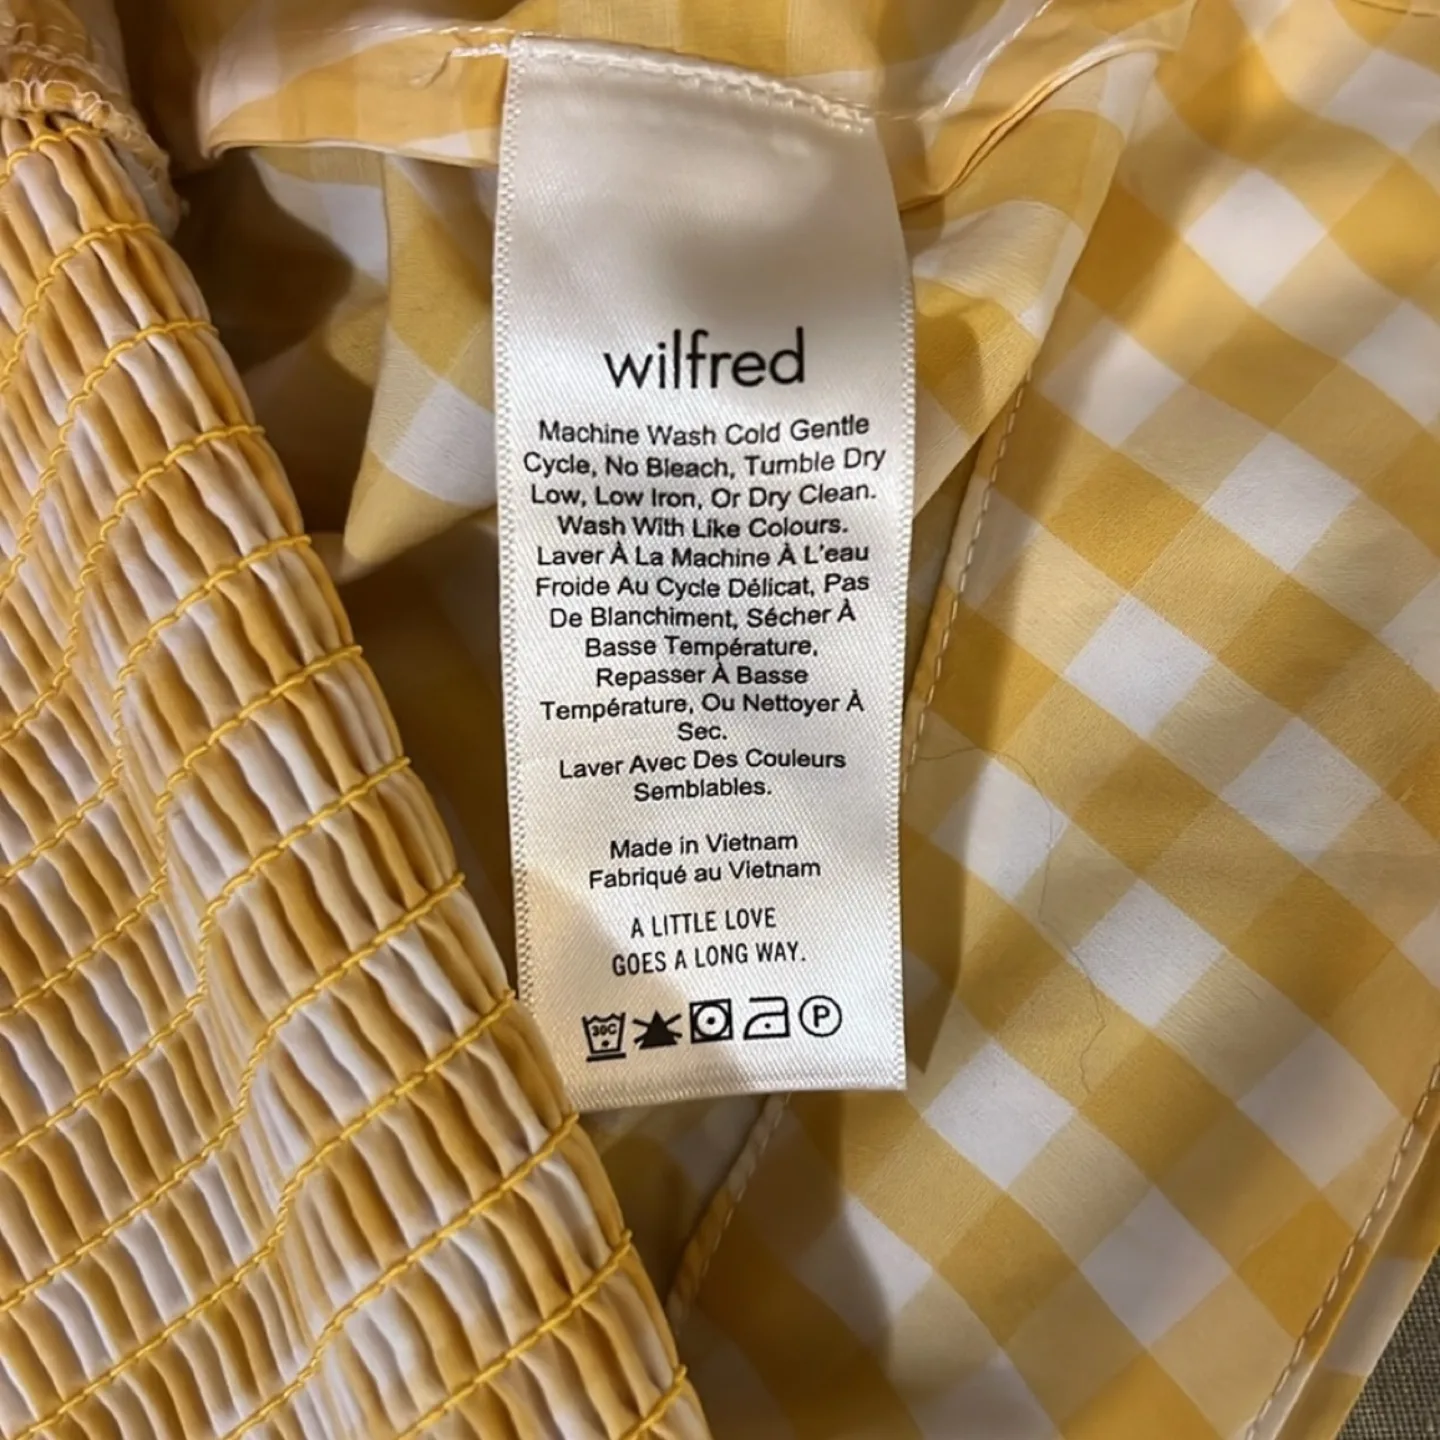 wilfred
Machine Wash Cold Gentle
Cycle, No Bleach, Tumble Dry
Low, Low Iron, Or Dry Clean.
Wash With Like Colours.
Laver À La Machine À L'eau
Froide Au Cycle Délicat, Pas
De Blanchiment, Sécher À
Basse Température,
Repasser À Basse
Température, Ou Nettoyer À
Sec.
Laver Avec Des Couleurs
Semblables.
Made in Vietnam
Fabriqué au Vietnam
A LITTLE LOVE
GOES A LONG WAY.
30C P